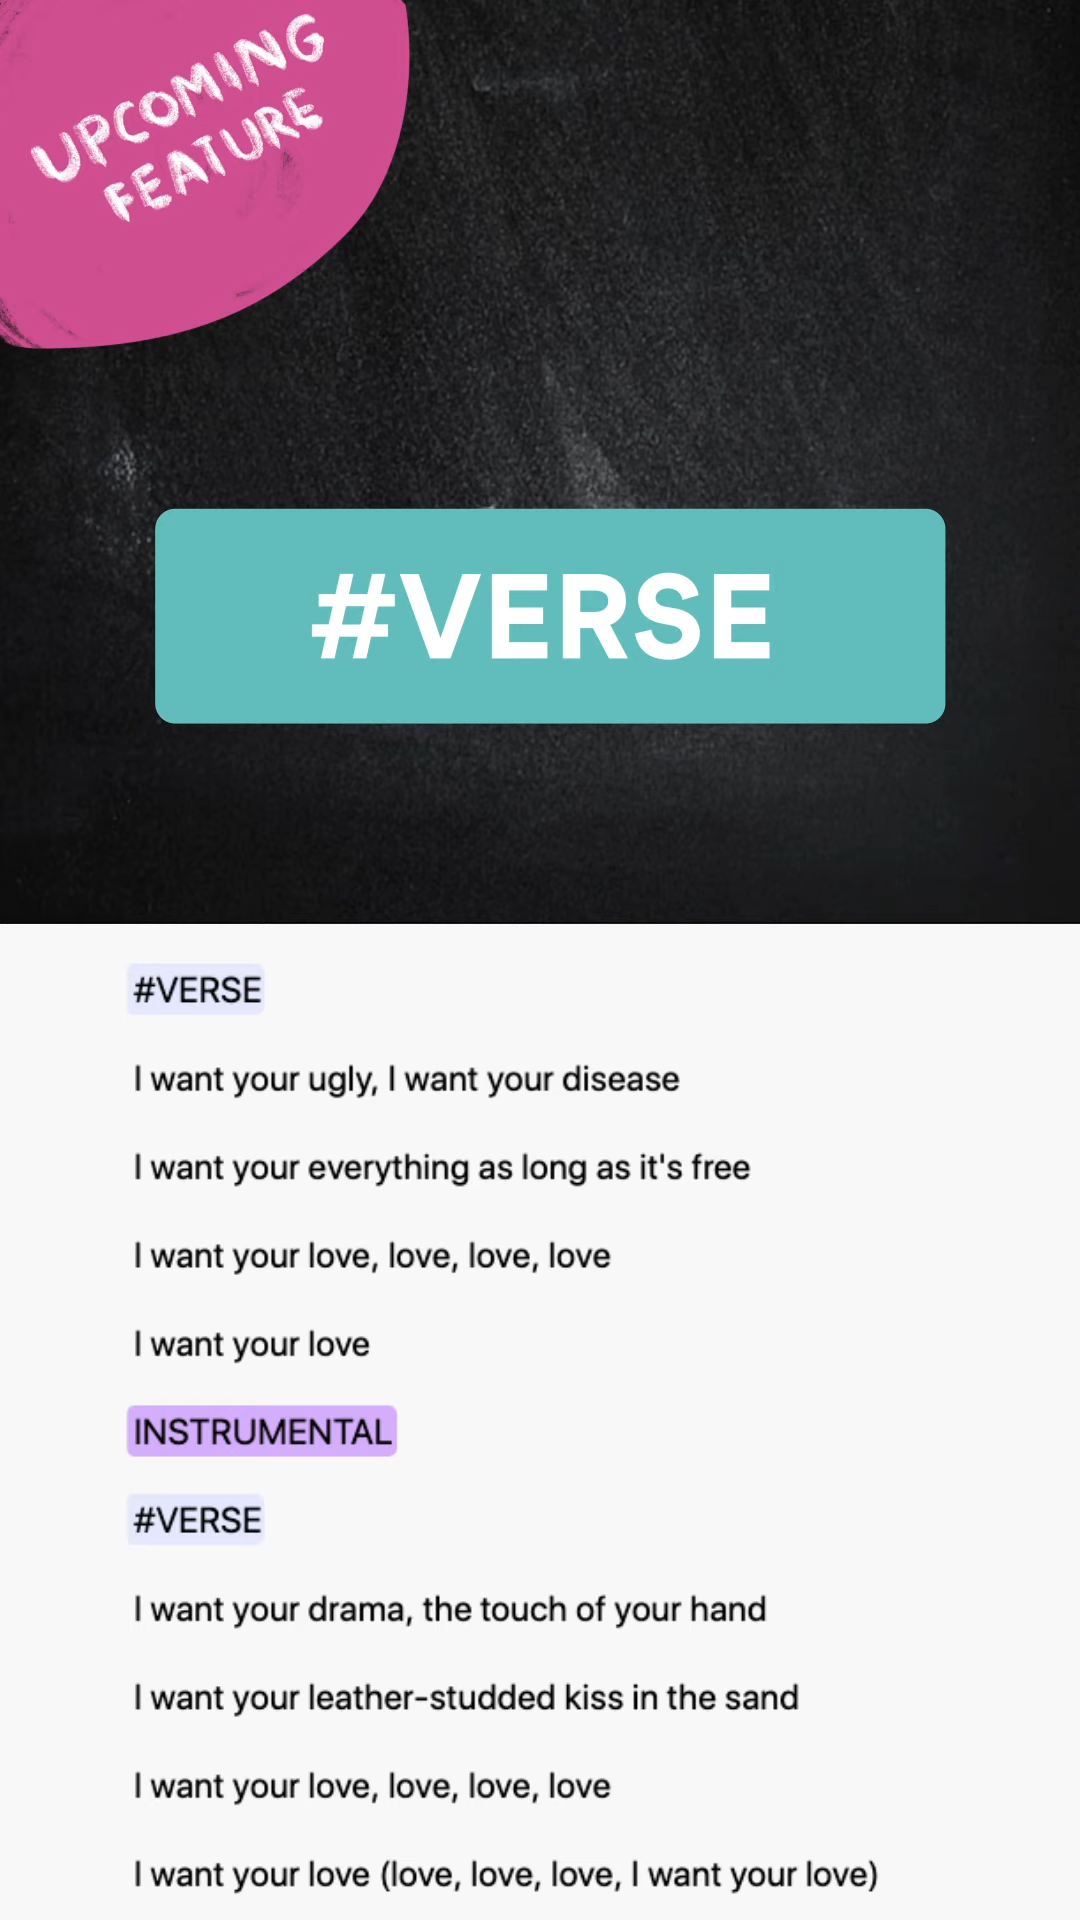 UPCOMING
FEATURE
#VERSE
#VERSE
I want your ugly, I want your disease
I want your everything as long as it's free
I want your love, love, love, love
I want your love
INSTRUMENTAL
#VERSE
I want your drama, the touch of your hand
I want your leather-studded kiss in the sand
I want your love, love, love, love
I want your love (love, love, love, I want your love)